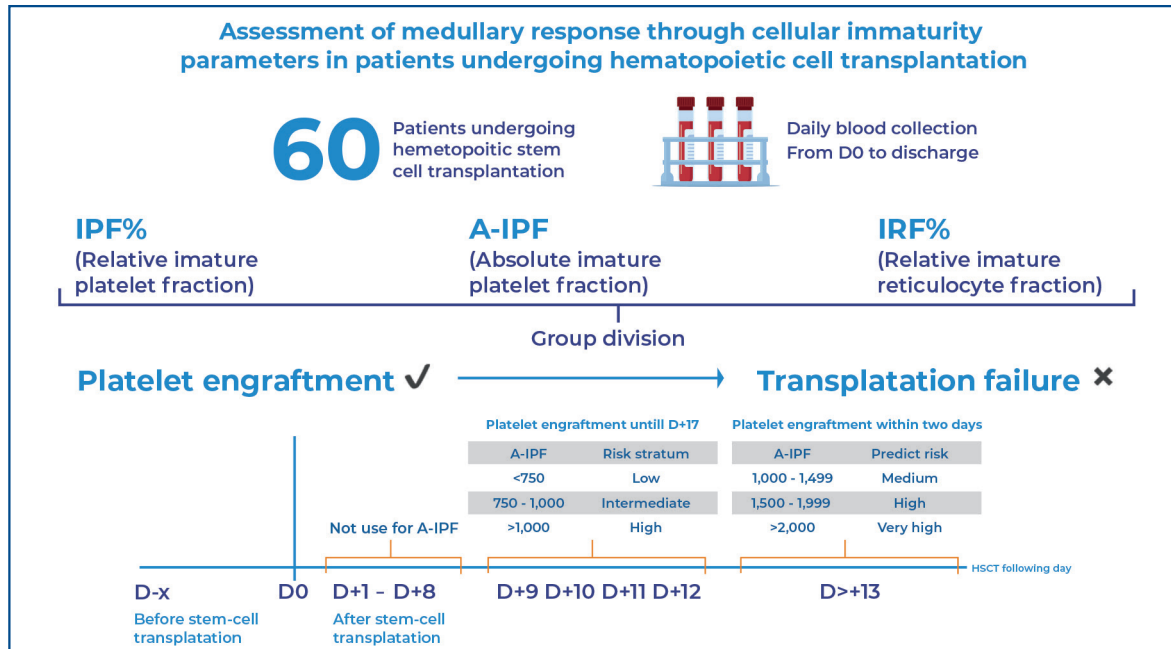 Assessment of medullary response through cellular immaturity
parameters in patients undergoing hematopoietic cell transplantation
60
Patients undergoing
hemetopoitic stem
cell transplantation
Daily blood collection
From D0 to discharge
IPF%
(Relative imature
platelet fraction)
A-IPF
(Absolute imature
platelet fraction)
IRF%
(Relative imature
reticulocyte fraction)
Group division
Platelet engraftment ✓
Transplatation failure ✖
Platelet engraftment untill D+17
A-IPF Risk stratum
<750 Low
750 - 1,000 Intermediate
>1,000 High
Platelet engraftment within two days
A-IPF Predict risk
1,000 - 1,499 Medium
1,500 - 1,999 High
>2,000 Very high
Not use for A-IPF
HSCT following day
D-x
Before stem-cell
transplatation
D0
D+1 - D+8
After stem-cell
transplatation
D+9 D+10 D+11 D+12
D>+13